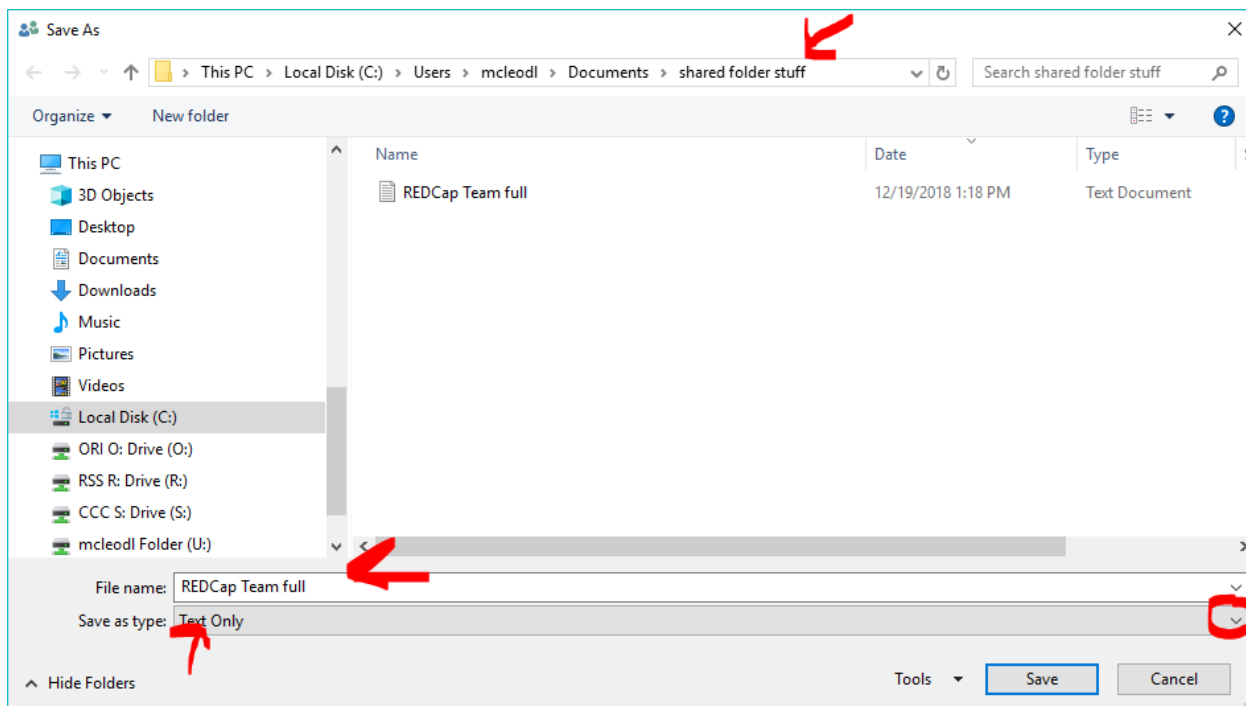 Save As
This PC > Local Disk (C:) > Users > mcleodl > Documents > shared folder stuff
Search shared folder stuff
Organize New folder
This PC
3D Objects
Desktop
Documents
Downloads
Music
Pictures
Videos
Local Disk (C:)
ORI O: Drive (O:)
RSS R: Drive (R:)
CCC S: Drive (S:)
mcleodl Folder (U:)
Name Date Type
REDCap Team full 12/19/2018 1:18 PM Text Document
File name: REDCap Team full
Save as type: Text Only
Hide Folders Tools Save Cancel